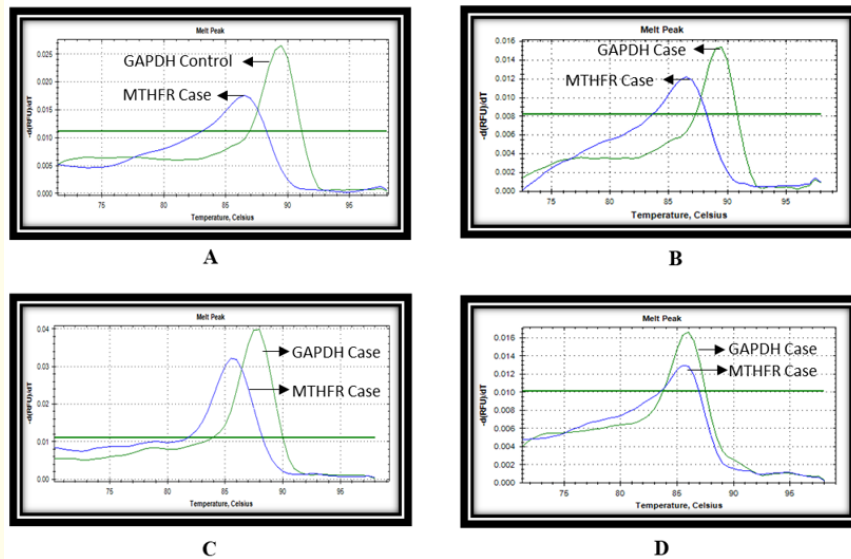 Melt Peak
-d(RFU)/dT
0.025
0.020
0.015
0.010
0.005
0.000
GAPDH Control
MTHFR Case
75 80 85 90 95
Temperature, Celsius
A
Melt Peak
-d(RFU)/dT
0.016
0.014
0.012
0.010
0.008
0.006
0.004
0.002
0.000
GAPDH Case
MTHFR Case
75 80 85 90 95
Temperature, Celsius
B
Melt Peak
-d(RFU)/dT
0.04
0.03
0.02
0.01
0.00
GAPDH Case
MTHFR Case
75 80 85 90 95
Temperature, Celsius
C
Melt Peak
-d(RFU)/dT
0.016
0.014
0.012
0.010
0.008
0.006
0.004
0.002
0.000
GAPDH Case
MTHFR Case
75 80 85 90 95
Temperature, Celsius
D